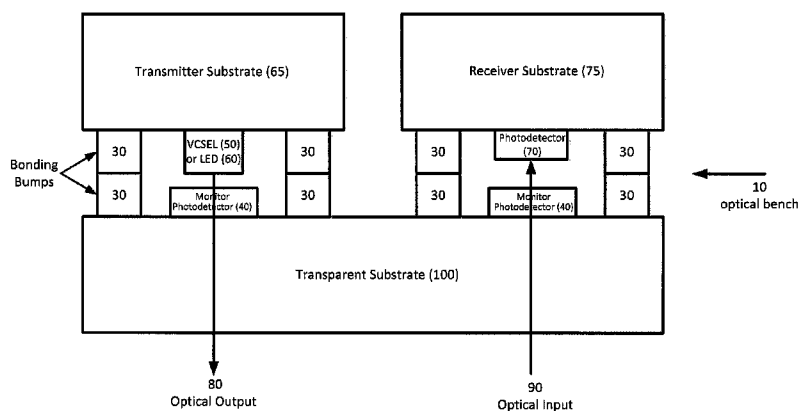 Transmitter Substrate (65)
Receiver Substrate (75)
Bonding
Bumps
30
30
30
30
VCSEL (50)
or LED (60)
Monitor
Photodetector (40)
30
30
30
30
Photodetector
(70)
Monitor
Photodetector (40)
10
optical bench
Transparent Substrate (100)
80
Optical Output
90
Optical Input